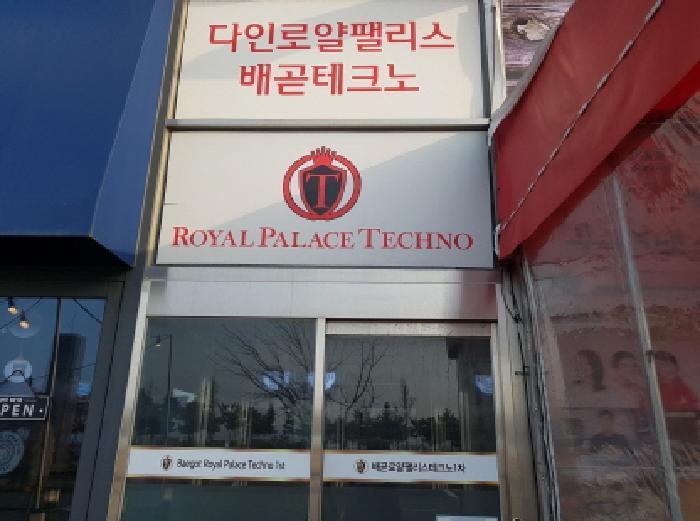 다인로얄팰리스
배곧테크노
T
ROYAL PALACE TECHNO
Baegot Royal Palace Techno 1st
배곧로얄팰리스테크노1차
OPEN